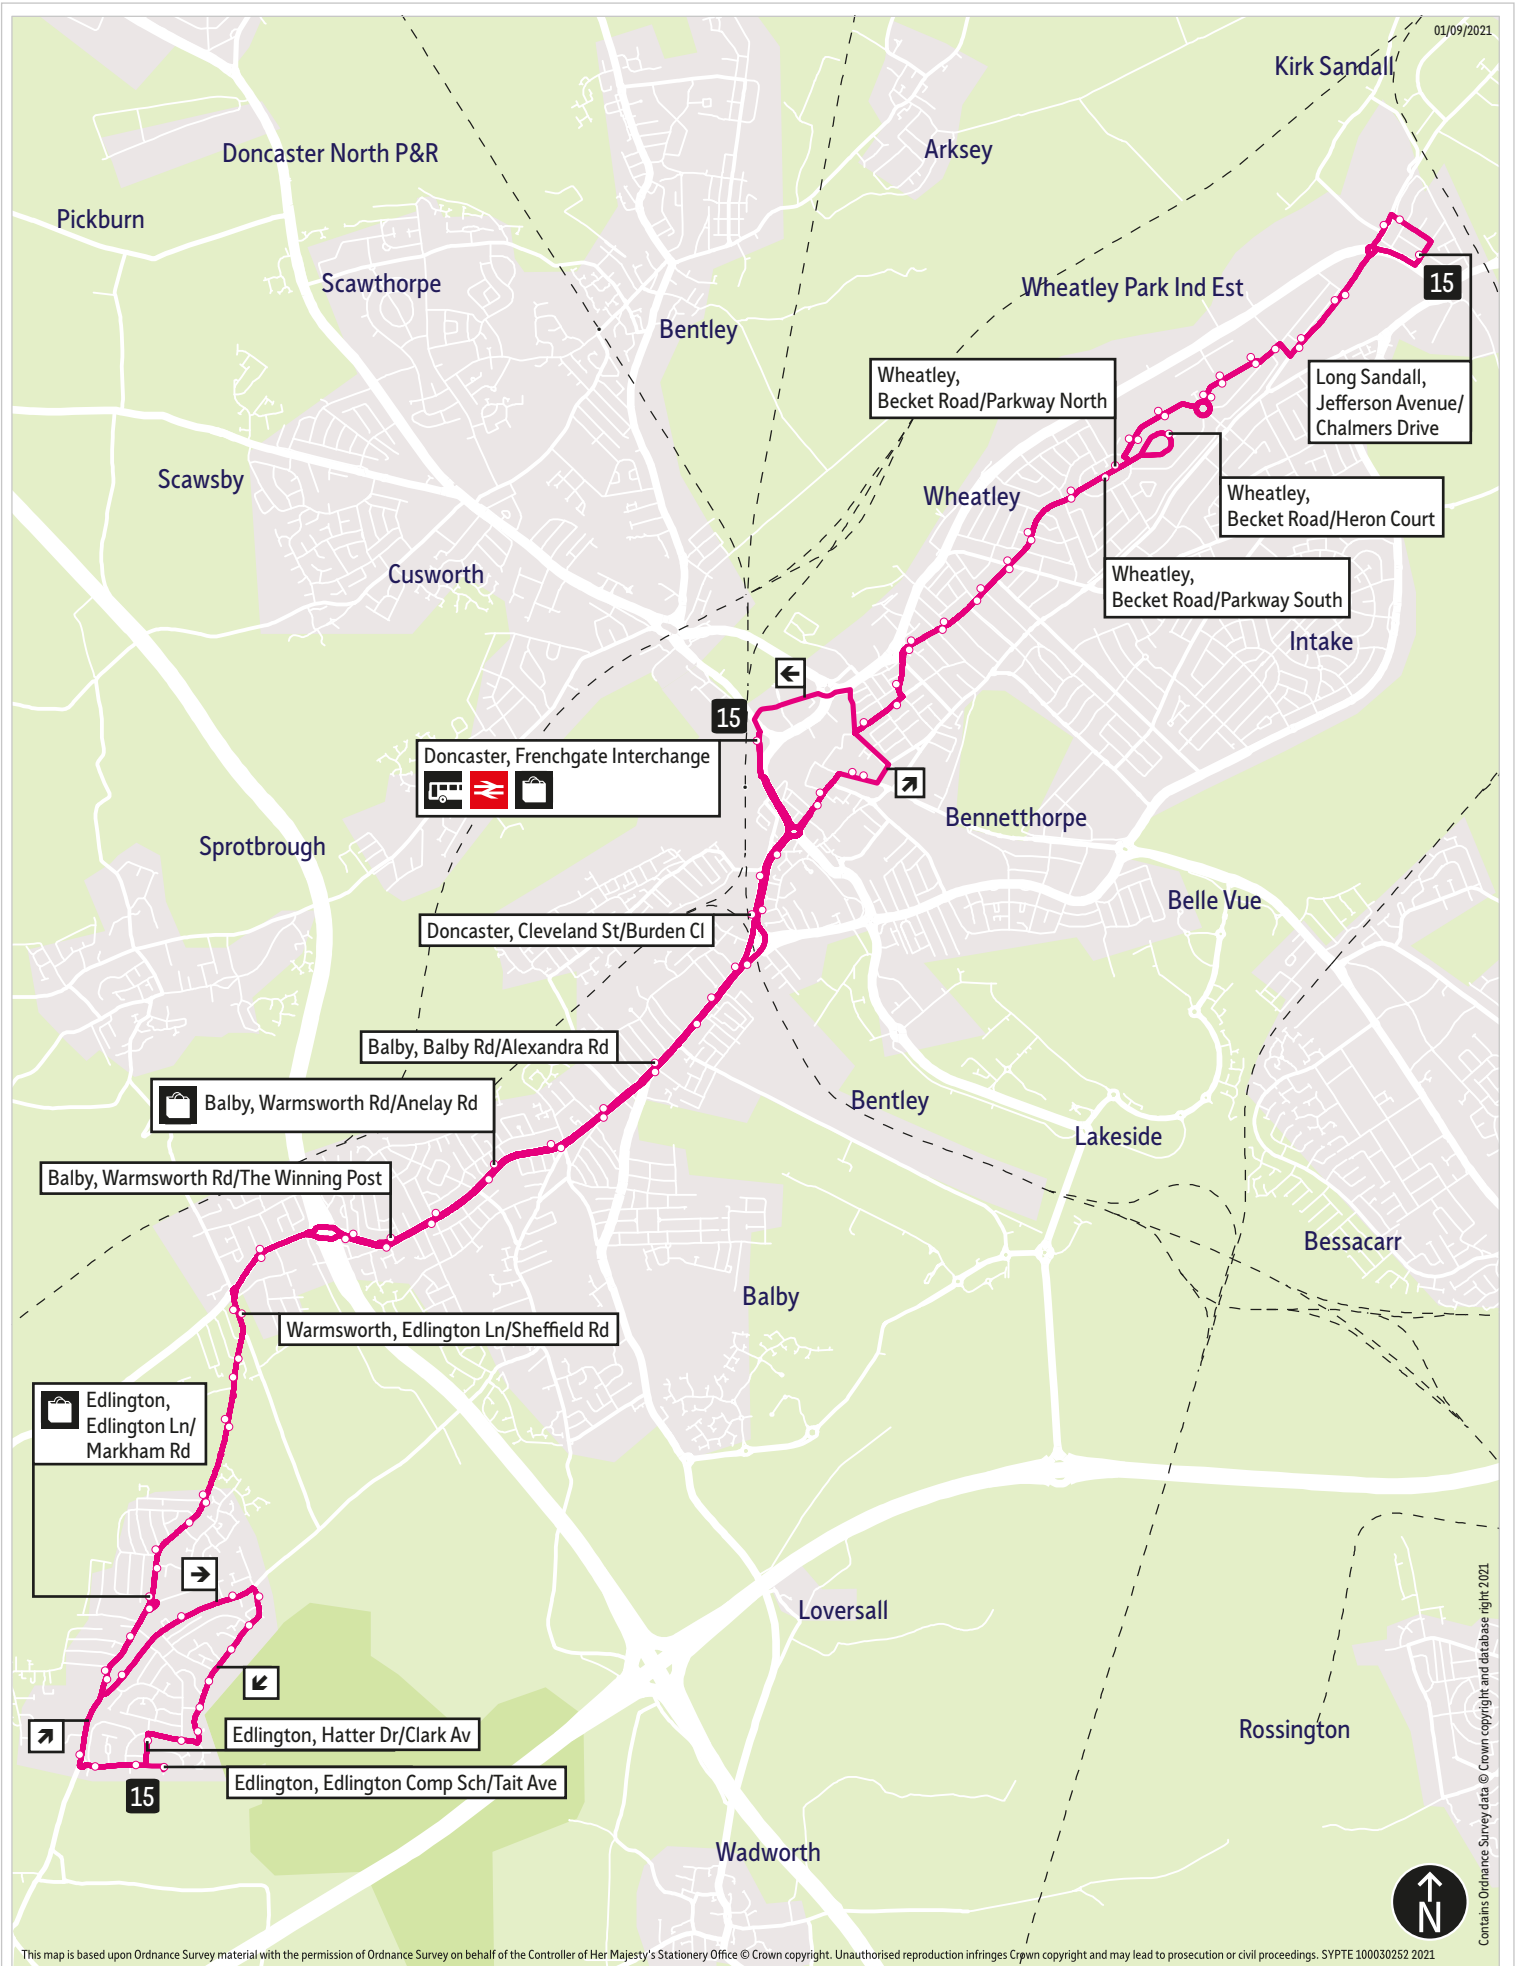 01/09/2021
Kirk Sandall
Doncaster North P&R
Arksey
Pickburn
Scawthorpe
Wheatley Park Ind Est
15
Bentley
Wheatley,
Becket Road/Parkway North
Long Sandall,
Jefferson Avenue/
Chalmers Drive
Scawsby
Wheatley
Wheatley,
Becket Road/Heron Court
Cusworth
Wheatley,
Becket Road/Parkway South
Intake
15
Doncaster, Frenchgate Interchange
Bennetthorpe
Sprotbrough
Belle Vue
Doncaster, Cleveland St/Burden Cl
Balby, Balby Rd/Alexandra Rd
Balby, Warmsworth Rd/Anelay Rd
Bentley
Lakeside
Balby, Warmsworth Rd/The Winning Post
Bessacarr
Balby
Warmsworth, Edlington Ln/Sheffield Rd
Edlington,
Edlington Ln/
Markham Rd
Loversall
Rossington
Edlington, Hatter Dr/Clark Av
Edlington, Edlington Comp Sch/Tait Ave
15
Wadworth
N
Contains Ordnance Survey data © Crown copyright and database right 2021
This map is based upon Ordnance Survey material with the permission of Ordnance Survey on behalf of the Controller of Her Majesty's Stationery Office © Crown copyright. Unauthorised reproduction infringes Crown copyright and may lead to prosecution or civil proceedings. SYPTE 100030252 2021